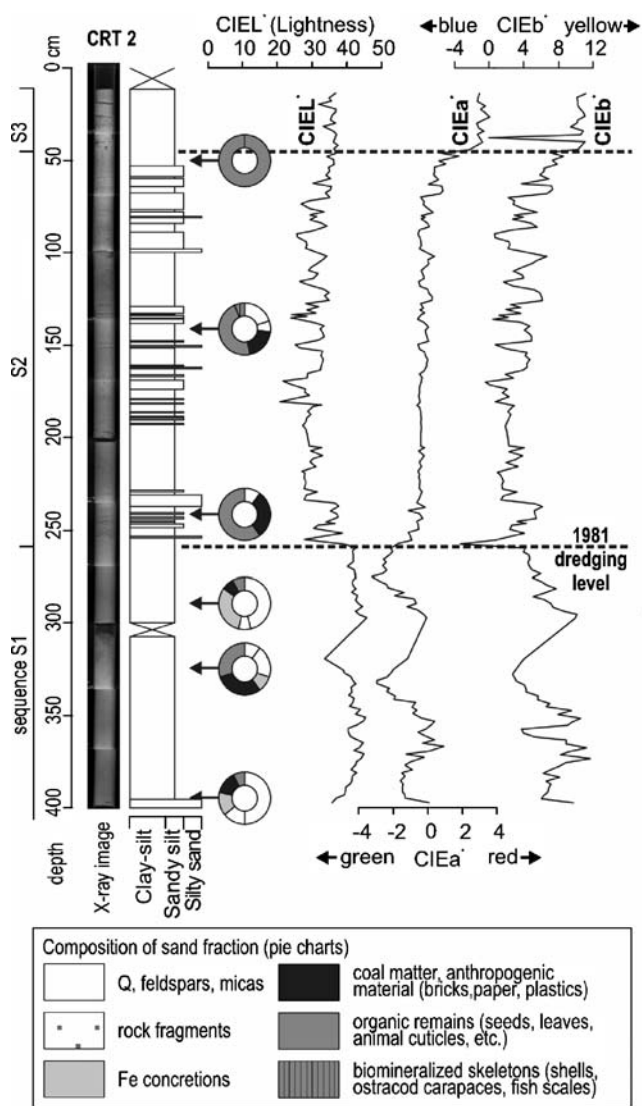 CRT 2
CIEL* (Lightness)
0 10 20 30 40 50
blue CIEb* yellow
-4 0 4 8 12
0 cm
50
100
150
200
250
300
350
400
depth
S3
S2
sequence S1
CIEL*
CIEa*
CIEb*
1981
dredging
level
X-ray image
Clay-silt
Sandy silt
Silty sand
-4 -2 0 2 4
green CIEa* red
Composition of sand fraction (pie charts)
Q, feldspars, micas
rock fragments
Fe concretions
coal matter, anthropogenic
material (bricks,paper, plastics)
organic remains (seeds, leaves,
animal cuticles, etc.)
biomineralized skeletons (shells,
ostracod carapaces, fish scales)